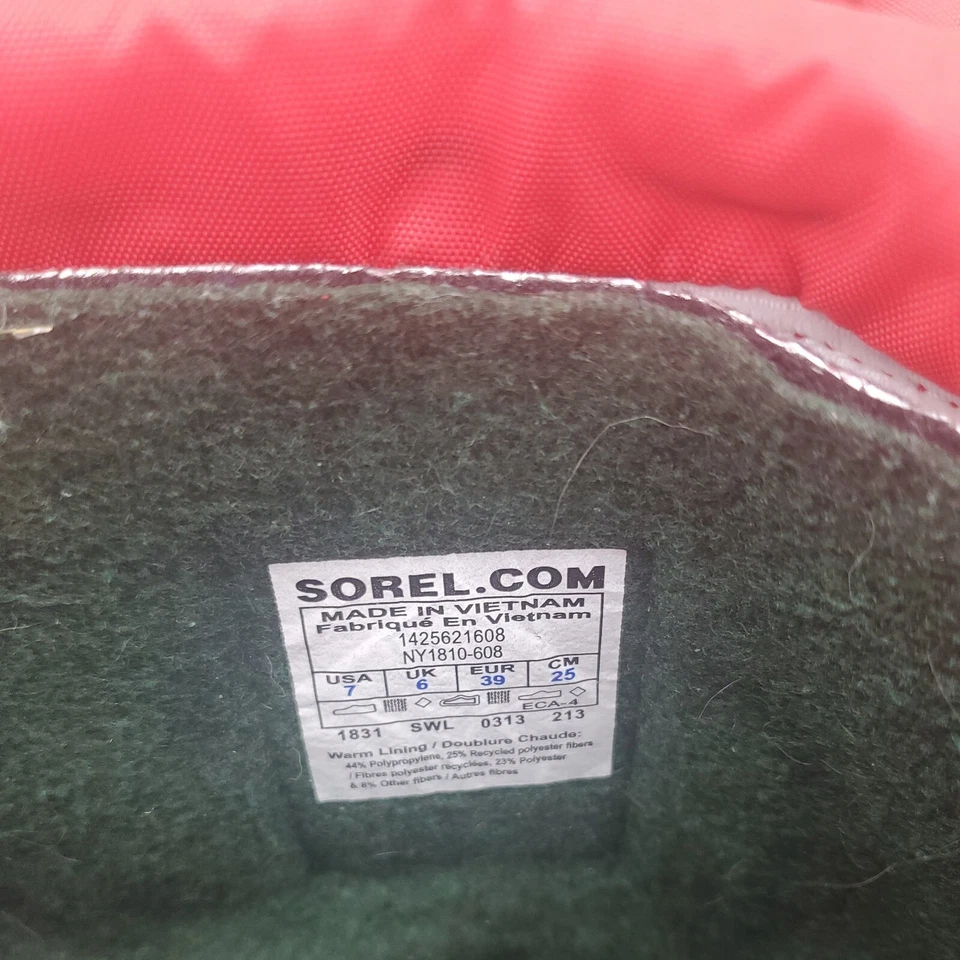 SOREL.COM
MADE IN VIETNAM
Fabriqué En Vietnam
1425621608
NY1810-608
USA UK EUR CM
7 6 39 25
ECA-4
1831 SWL 0313 213
Warm Lining / Doublure Chaude:
44% Polypropylene, 25% Recycled polyester fibers
/ Fibres polyester recyclées, 23% Polyester
& 8% Other fibers / Autres fibres